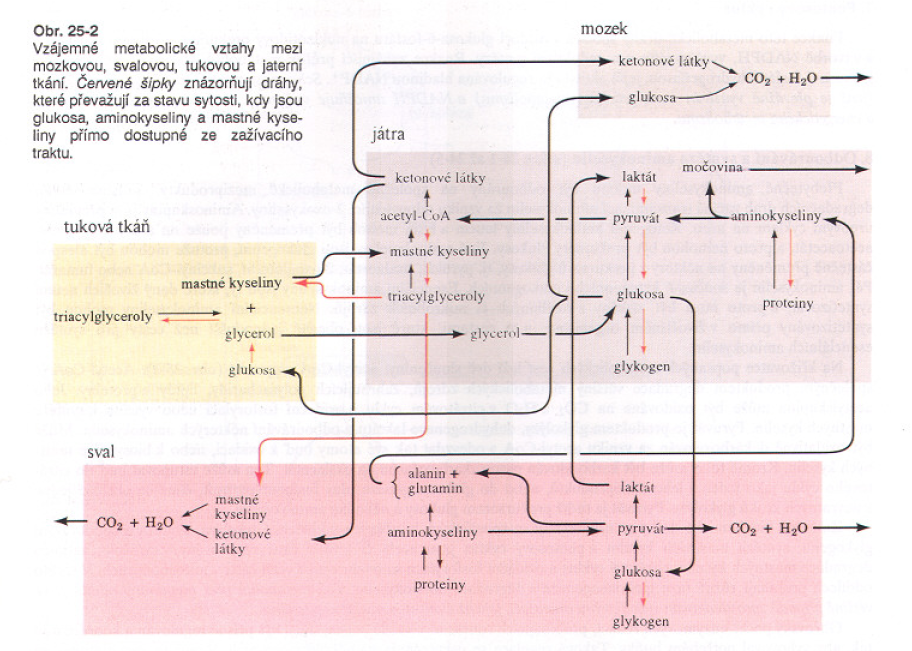 Obr. 25-2
Vzájemné metabolické vztahy mezi
mozkovou, svalovou, tukovou a jaterní
tkání. Červené šipky znázorňují dráhy,
které převažují za stavu sytosti, kdy jsou
glukosa, aminokyseliny a mastné kyse-
liny přímo dostupné ze zažívacího
traktu.
mozek
ketonové látky
CO2 + H2O
glukosa
játra
ketonové látky
laktát
močovina
acetyl-CoA
pyruvát
aminokyseliny
mastné kyseliny
triacylglyceroly
glukosa
proteiny
glycerol
glykogen
tuková tkáň
mastné kyseliny
+
triacylglyceroly
glycerol
glukosa
sval
mastné
kyseliny
CO2 + H2O
ketonové
látky
alanin +
glutamin
laktát
aminokyseliny
pyruvát
CO2 + H2O
proteiny
glukosa
glykogen